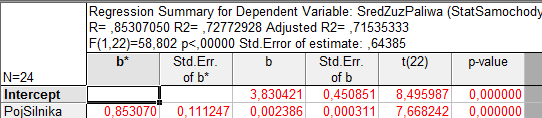 Regression Summary for Dependent Variable: SredZuzPaliwa (StatSamochody
R= ,85307050 R2= ,72772928 Adjusted R2= ,71535333
F(1,22)=58,802 p<,00000 Std.Error of estimate: ,64385
N=24 b* Std.Err. of b* b Std.Err. of b t(22) p-value
Intercept 3,830421 0,450851 8,495987 0,000000
PojSilnika 0,853070 0,111247 0,002386 0,000311 7,668242 0,000000